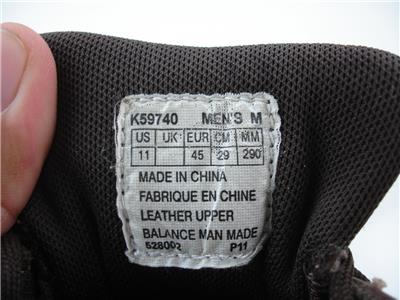 K59740 MEN'S M
US UK EUR CM MM
11 45 29 290
MADE IN CHINA
FABRIQUE EN CHINE
LEATHER UPPER
BALANCE MAN MADE
528002 P11